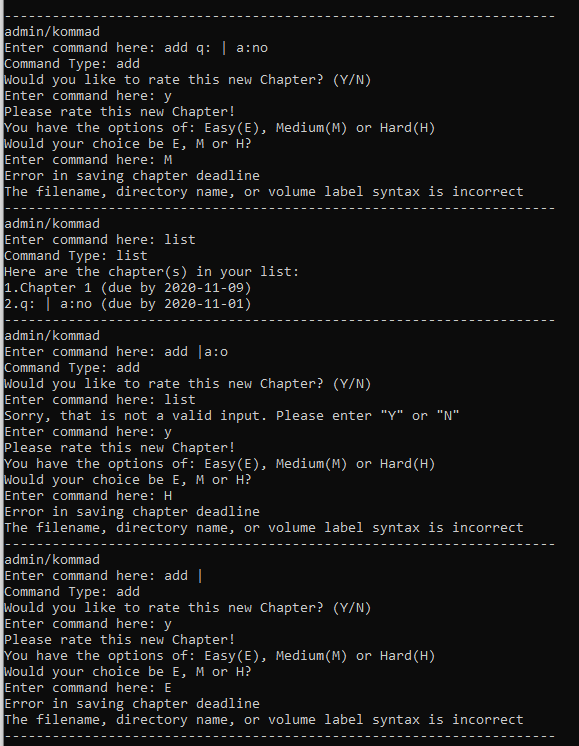 ------------------------------------------------------------------------
admin/kommad
Enter command here: add q: | a:no
Command Type: add
Would you like to rate this new Chapter? (Y/N)
Enter command here: y
Please rate this new Chapter!
You have the options of: Easy(E), Medium(M) or Hard(H)
Would your choice be E, M or H?
Enter command here: M
Error in saving chapter deadline
The filename, directory name, or volume label syntax is incorrect
------------------------------------------------------------------------
admin/kommad
Enter command here: list
Command Type: list
Here are the chapter(s) in your list:
1.Chapter 1 (due by 2020-11-09)
2.q: | a:no (due by 2020-11-01)
------------------------------------------------------------------------
admin/kommad
Enter command here: add |a:o
Command Type: add
Would you like to rate this new Chapter? (Y/N)
Enter command here: list
Sorry, that is not a valid input. Please enter "Y" or "N"
Enter command here: y
Please rate this new Chapter!
You have the options of: Easy(E), Medium(M) or Hard(H)
Would your choice be E, M or H?
Enter command here: H
Error in saving chapter deadline
The filename, directory name, or volume label syntax is incorrect
------------------------------------------------------------------------
admin/kommad
Enter command here: add |
Command Type: add
Would you like to rate this new Chapter? (Y/N)
Enter command here: y
Please rate this new Chapter!
You have the options of: Easy(E), Medium(M) or Hard(H)
Would your choice be E, M or H?
Enter command here: E
Error in saving chapter deadline
The filename, directory name, or volume label syntax is incorrect
------------------------------------------------------------------------